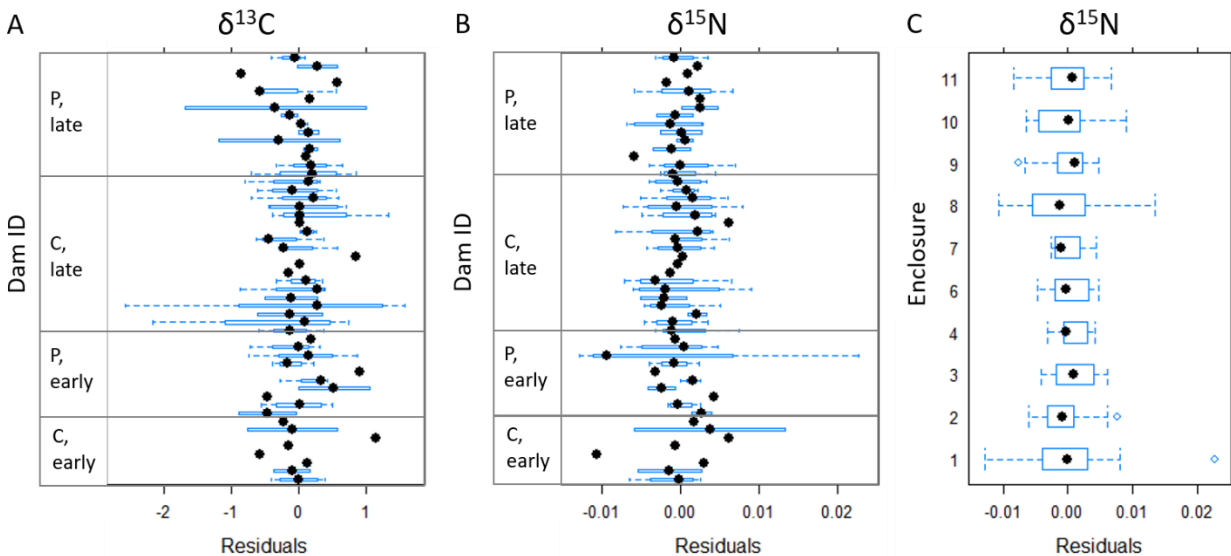 A
δ¹³C
P,
late
C,
late
P,
early
C,
early
Dam ID
-2
-1
0
1
Residuals
B
δ¹⁵N
P,
late
C,
late
P,
early
C,
early
Dam ID
-0.01
0.00
0.01
0.02
Residuals
C
δ¹⁵N
11
10
9
8
7
6
4
3
2
1
Enclosure
-0.01
0.00
0.01
0.02
Residuals